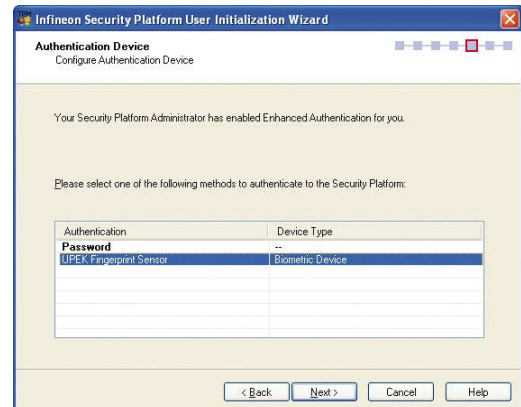 Infineon Security Platform User Initialization Wizard
Authentication Device
Configure Authentication Device
Your Security Platform Administrator has enabled Enhanced Authentication for you.
Please select one of the following methods to authenticate to the Security Platform:
Authentication Device Type
Password --
UPEK Fingerprint Sensor Biometric Device
< Back Next > Cancel Help